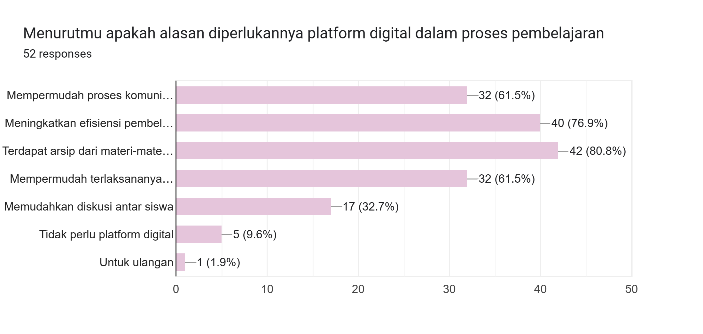 Menurutmu apakah alasan diperlukannya platform digital dalam proses pembelajaran
52 responses
Mempermudah proses komuni… 32 (61.5%)
Meningkatkan efisiensi pembel… 40 (76.9%)
Terdapat arsip dari materi-mate… 42 (80.8%)
Mempermudah terlaksananya… 32 (61.5%)
Memudahkan diskusi antar siswa 17 (32.7%)
Tidak perlu platform digital 5 (9.6%)
Untuk ulangan 1 (1.9%)
0 10 20 30 40 50